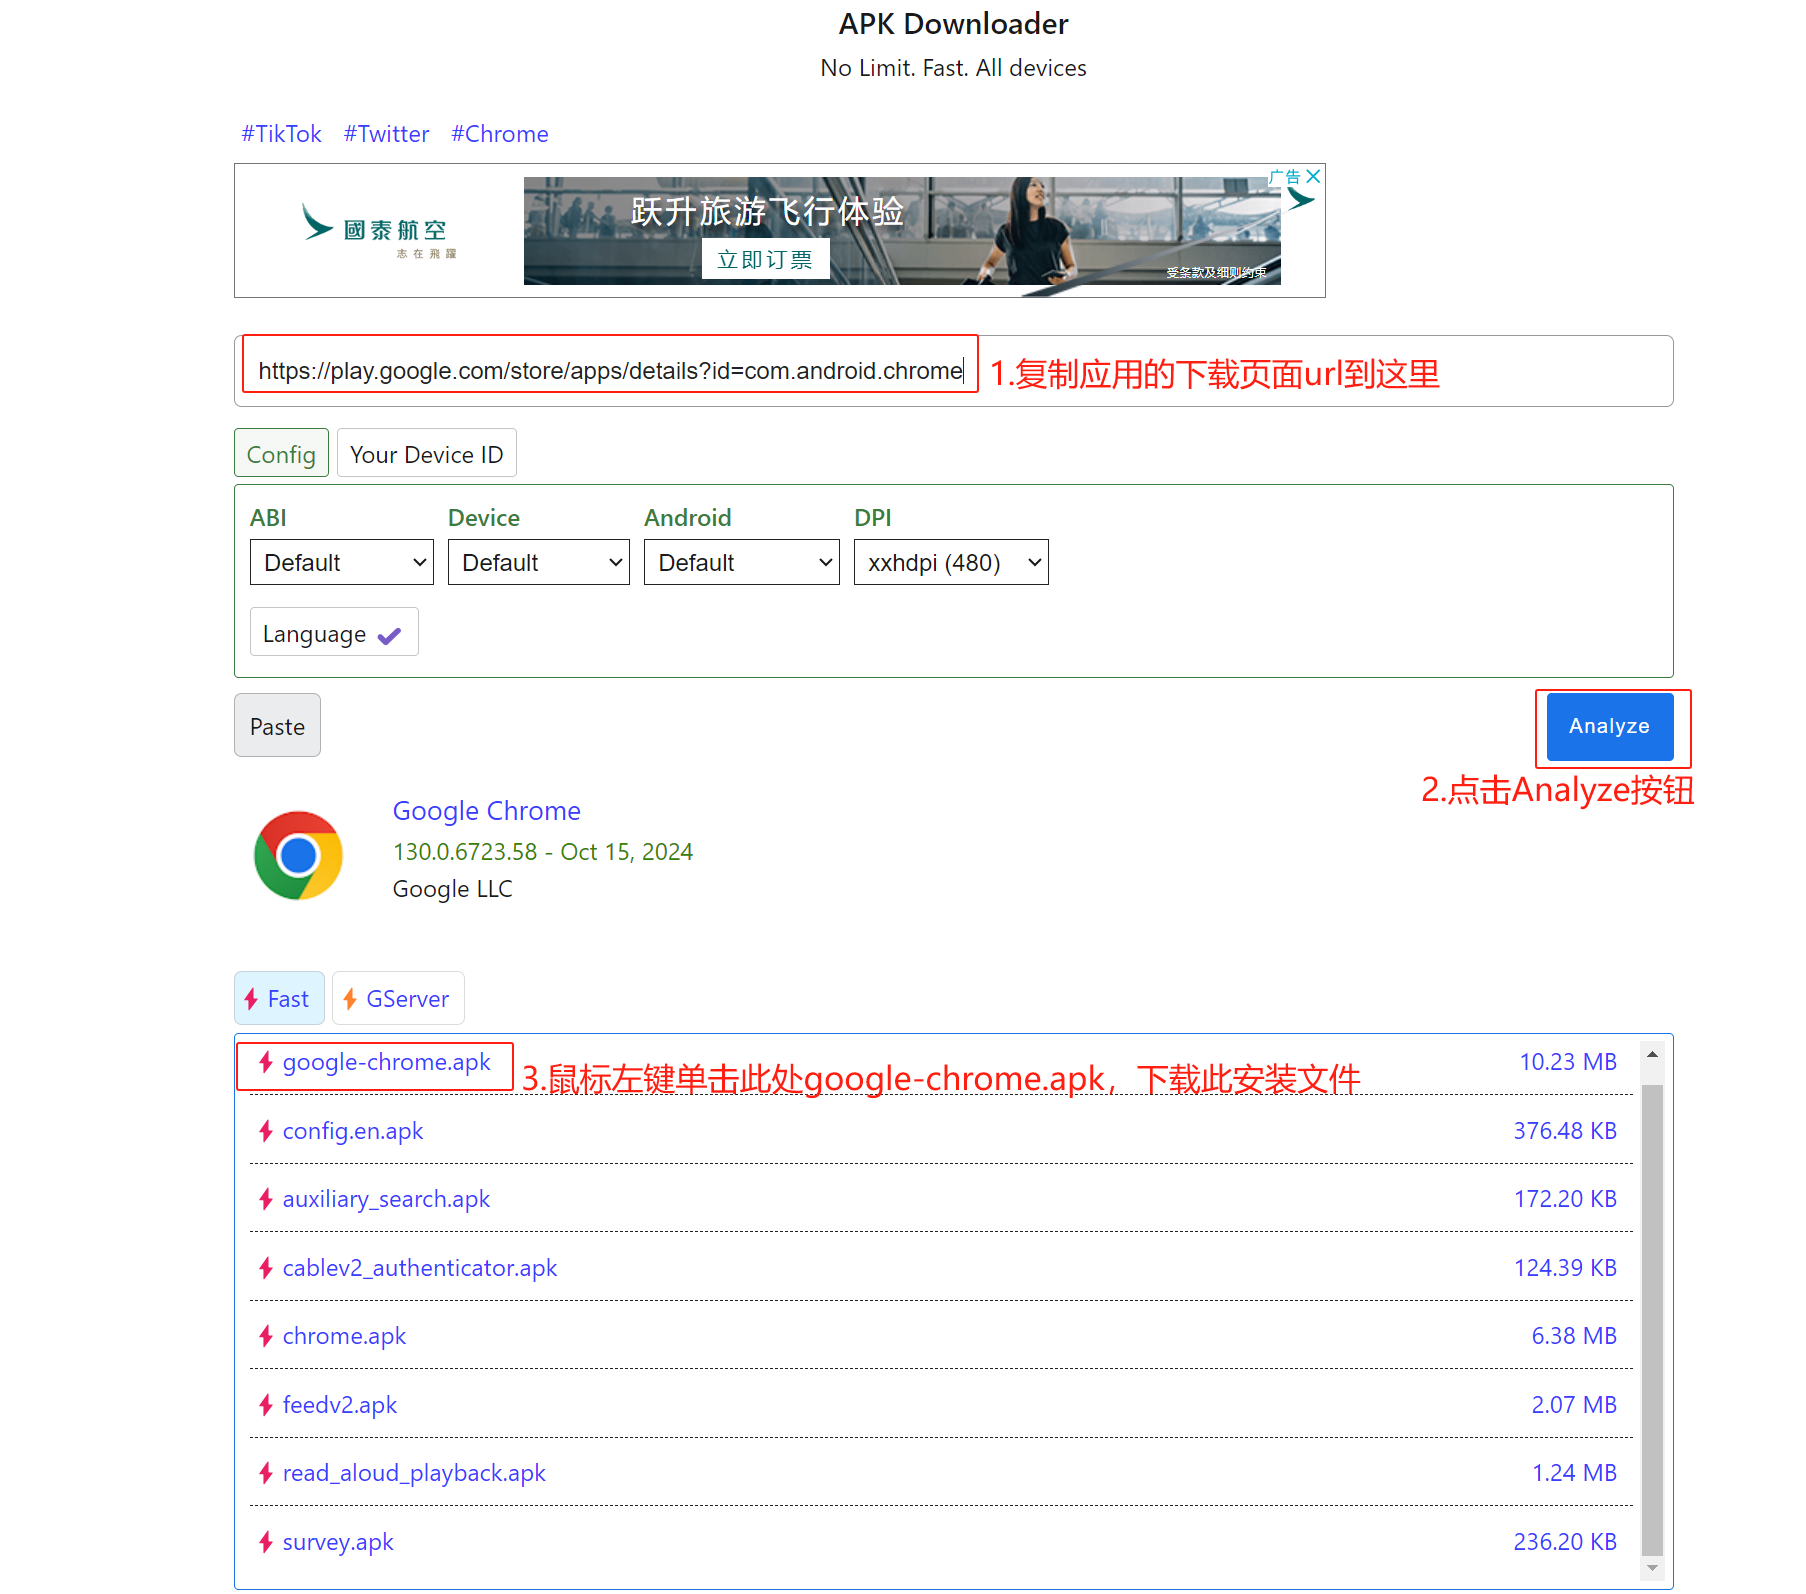 APK Downloader
No Limit. Fast. All devices
#TikTok #Twitter #Chrome
广告
國泰航空
志在飛躍
跃升旅游飞行体验
立即订票
受条款及细则约束
https://play.google.com/store/apps/details?id=com.android.chrome
1.复制应用的下载页面url到这里
Config Your Device ID
ABI Device Android DPI
Default Default Default xxhdpi (480)
Language
Paste Analyze
2.点击Analyze按钮
Google Chrome
130.0.6723.58 - Oct 15, 2024
Google LLC
Fast GServer
google-chrome.apk 10.23 MB
3.鼠标左键单击此处google-chrome.apk，下载此安装文件
config.en.apk 376.48 KB
auxiliary_search.apk 172.20 KB
cablev2_authenticator.apk 124.39 KB
chrome.apk 6.38 MB
feedv2.apk 2.07 MB
read_aloud_playback.apk 1.24 MB
survey.apk 236.20 KB